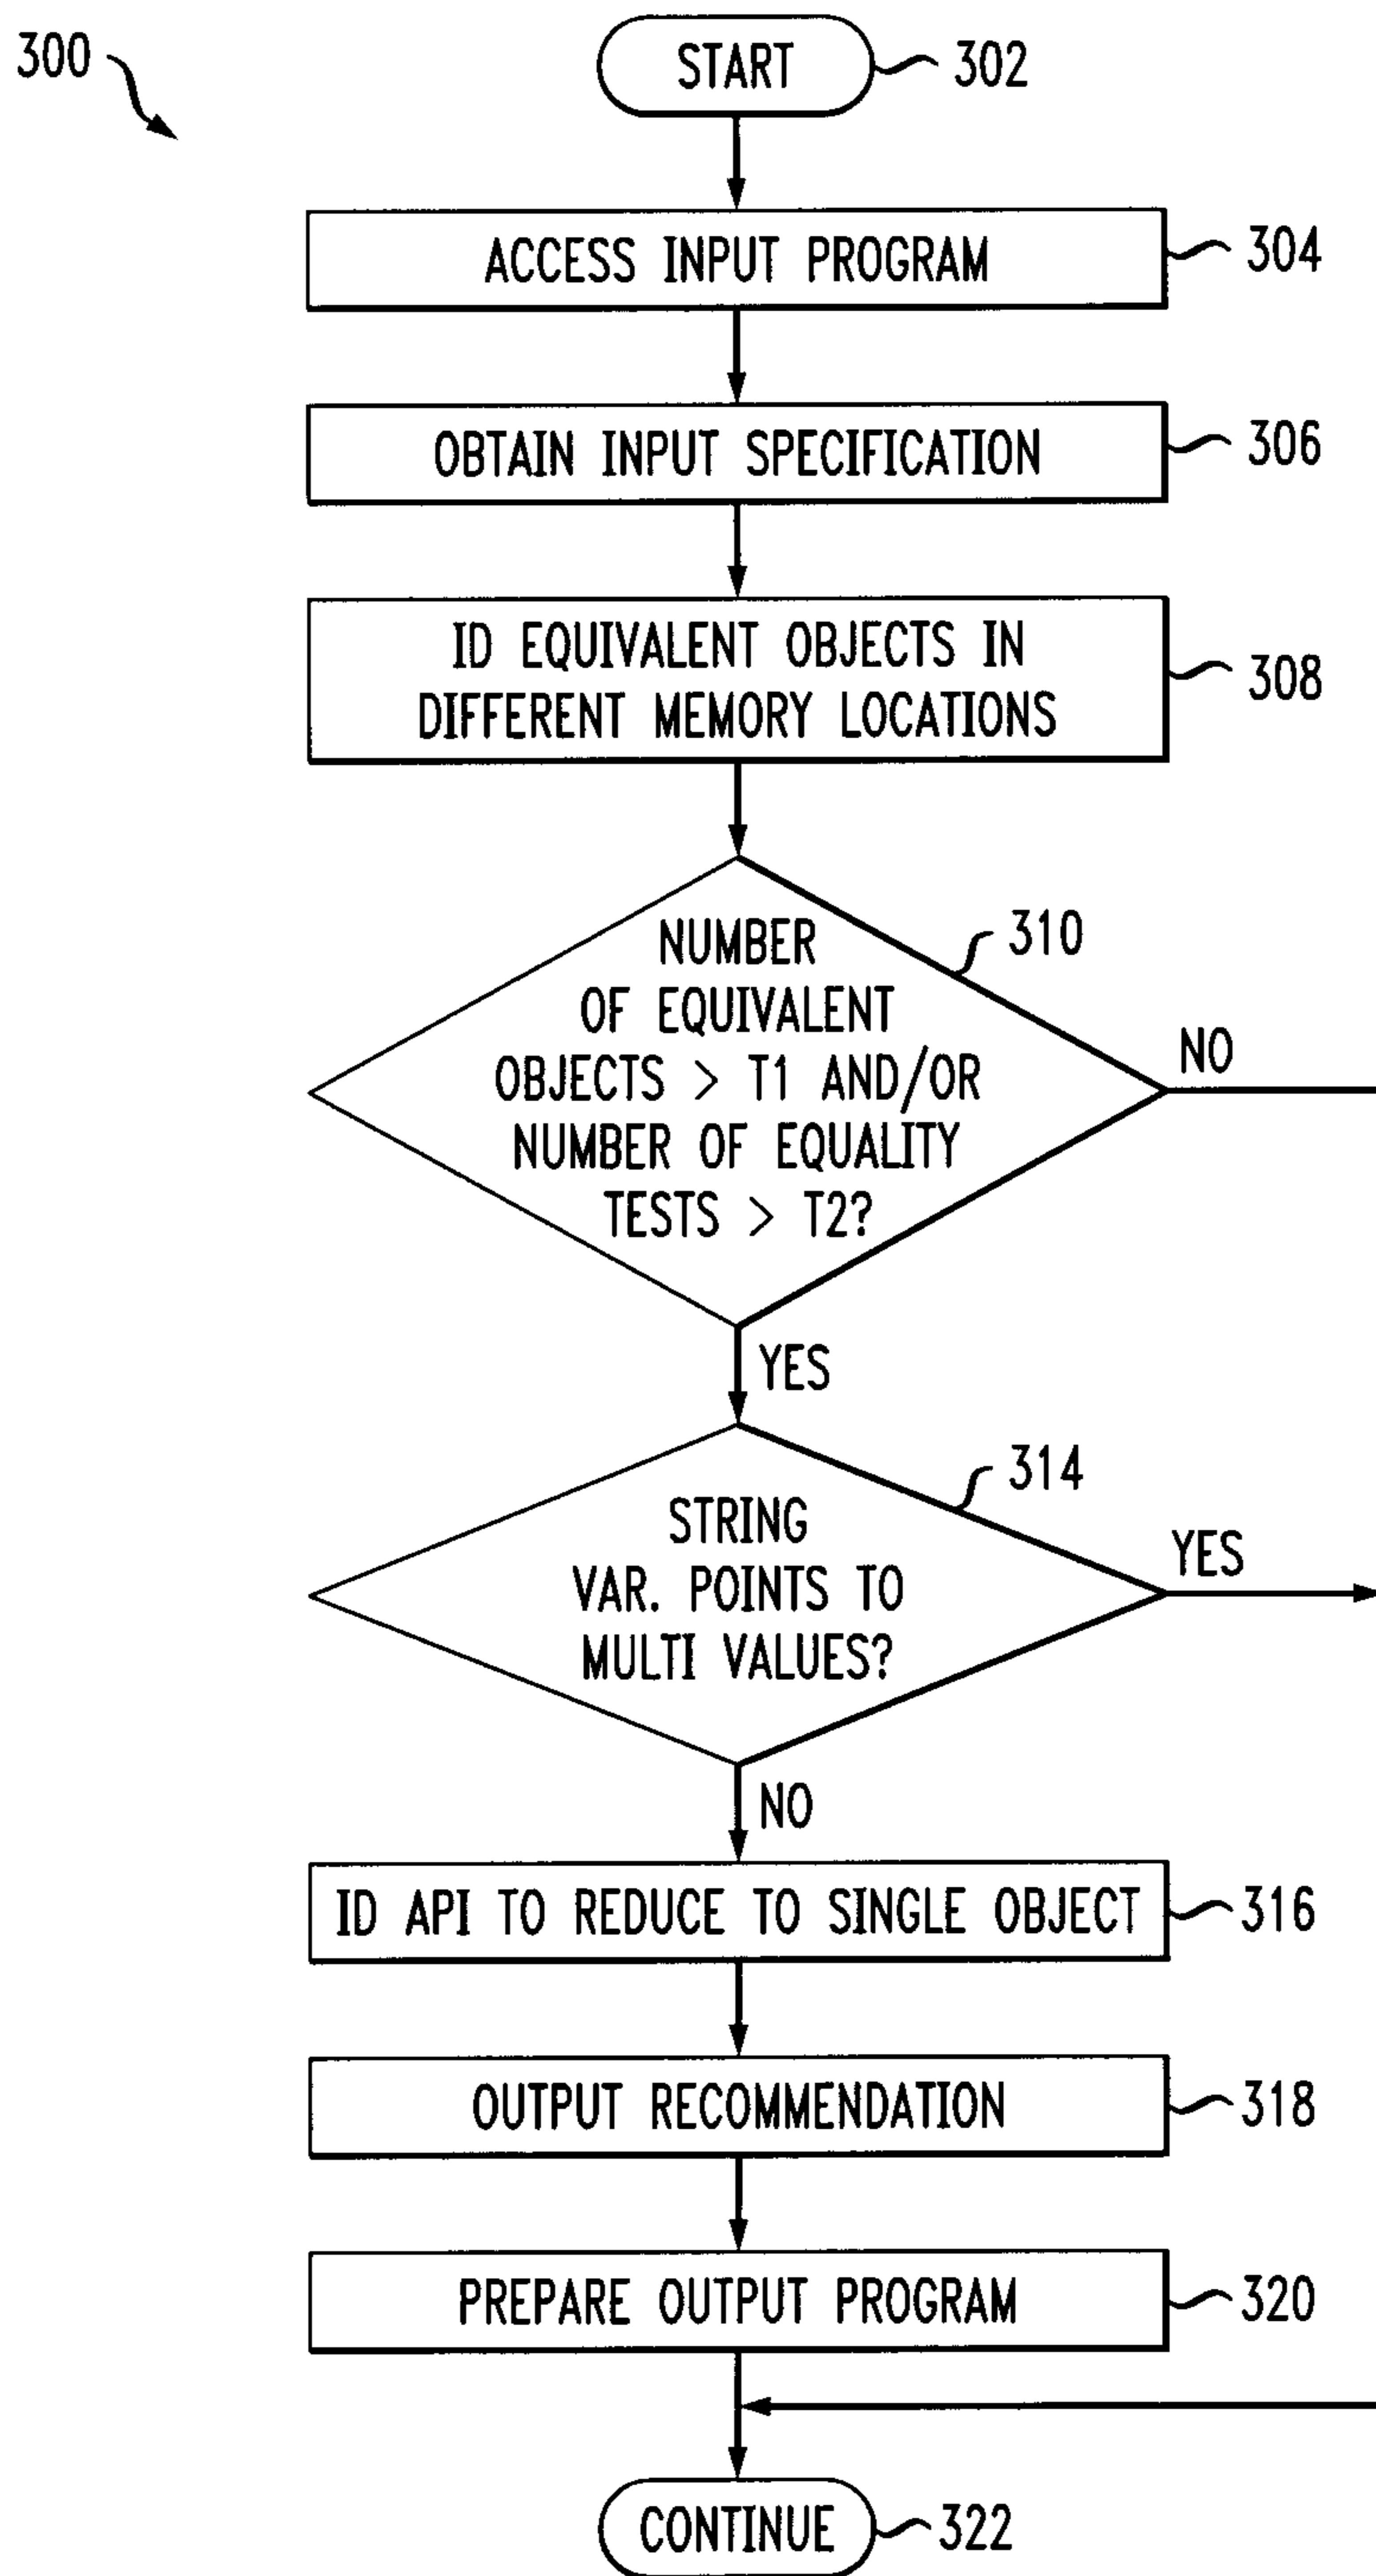 300
START
302
ACCESS INPUT PROGRAM
304
OBTAIN INPUT SPECIFICATION
306
ID EQUIVALENT OBJECTS IN
DIFFERENT MEMORY LOCATIONS
308
NUMBER
OF EQUIVALENT
OBJECTS > T1 AND/OR
NUMBER OF EQUALITY
TESTS > T2?
310
NO
YES
STRING
VAR. POINTS TO
MULTI VALUES?
314
YES
NO
ID API TO REDUCE TO SINGLE OBJECT
316
OUTPUT RECOMMENDATION
318
PREPARE OUTPUT PROGRAM
320
CONTINUE
322